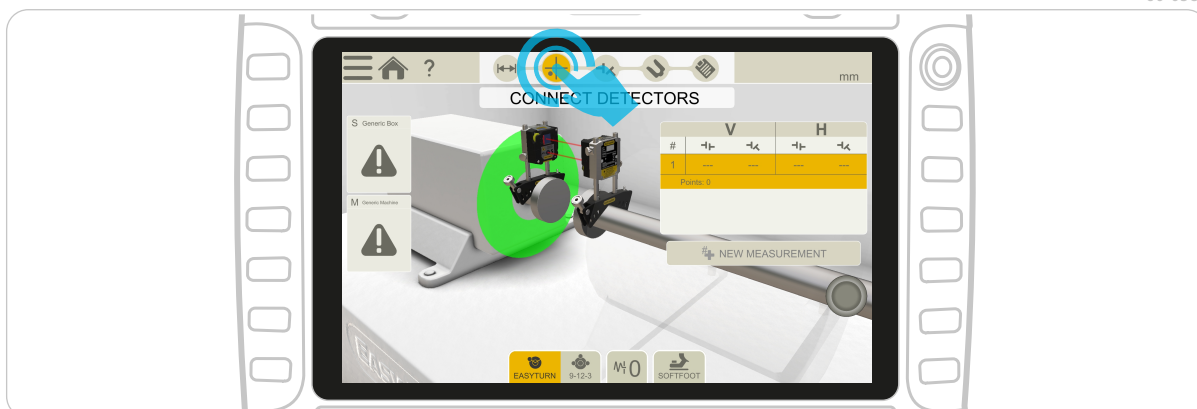 ?
mm
CONNECT DETECTORS
S Generic Box
M Generic Machine
V H
#
1 --- --- --- ---
Points: 0
# NEW MEASUREMENT
EASYTURN 9-12-3 0 SOFTFOOT